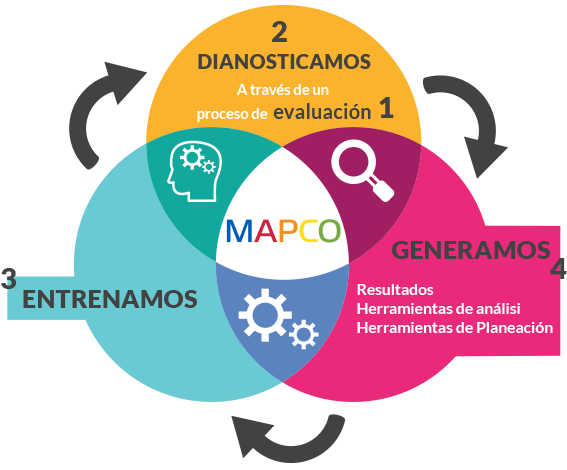 2
DIANOSTICAMOS
A través de un
proceso de evaluación 1
MAPCO
GENERAMOS
4
Resultados
Herramientas de análisi
Herramientas de Planeación
3
ENTRENAMOS